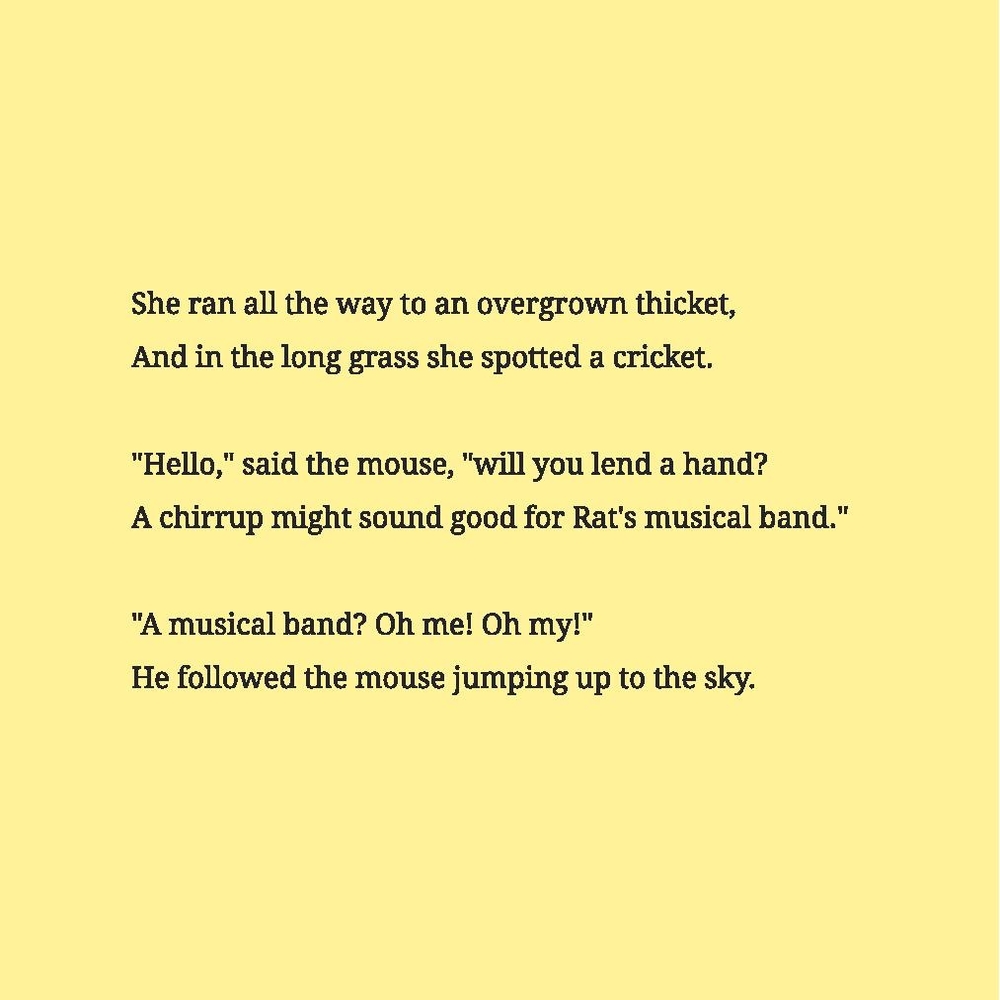 She ran all the way to an overgrown thicket,
And in the long grass she spotted a cricket.
"Hello," said the mouse, "will you lend a hand?
A chirrup might sound good for Rat's musical band."
"A musical band? Oh me! Oh my!"
He followed the mouse jumping up to the sky.